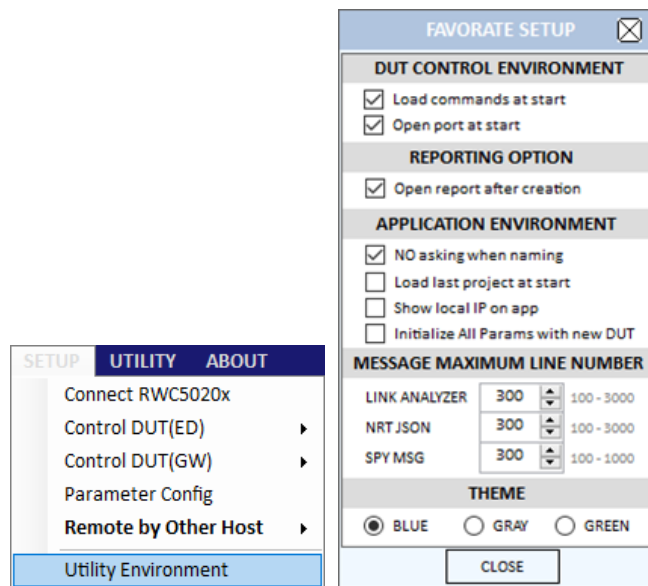 SETUP UTILITY ABOUT
Connect RWC5020x
Control DUT(ED)
Control DUT(GW)
Parameter Config
Remote by Other Host
Utility Environment
FAVORATE SETUP
DUT CONTROL ENVIRONMENT
Load commands at start
Open port at start
REPORTING OPTION
Open report after creation
APPLICATION ENVIRONMENT
NO asking when naming
Load last project at start
Show local IP on app
Initialize All Params with new DUT
MESSAGE MAXIMUM LINE NUMBER
LINK ANALYZER 300 100 - 3000
NRT JSON 300 100 - 3000
SPY MSG 300 100 - 1000
THEME
BLUE GRAY GREEN
CLOSE